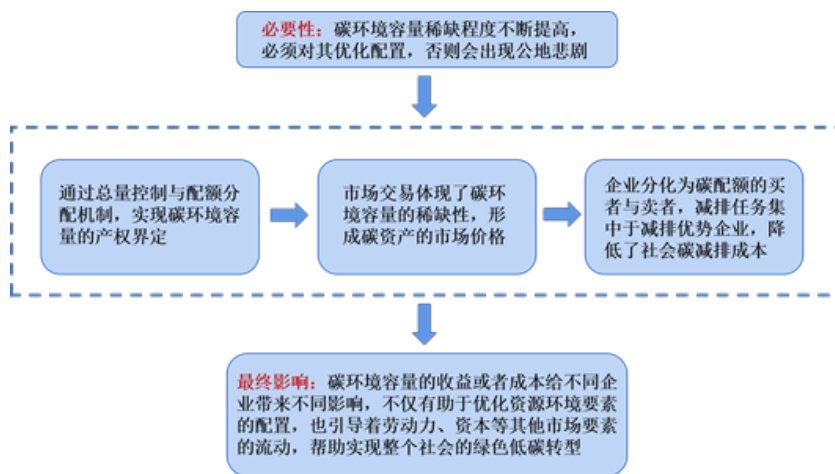 必要性：碳环境容量稀缺程度不断提高，
必须对其优化配置，否则会出现公地悲剧
通过总量控制与配额分
配机制，实现碳环境容
量的产权界定
市场交易体现了碳环
境容量的稀缺性，形
成碳资产的市场价格
企业分化为碳配额的买
者与卖者，减排任务集
中于减排优势企业，降
低了社会碳减排成本
最终影响：碳环境容量的收益或者成本给不同企
业带来不同影响，不仅有助于优化资源环境要素
的配置，也引导着劳动力、资本等其他市场要素
的流动，帮助实现整个社会的绿色低碳转型